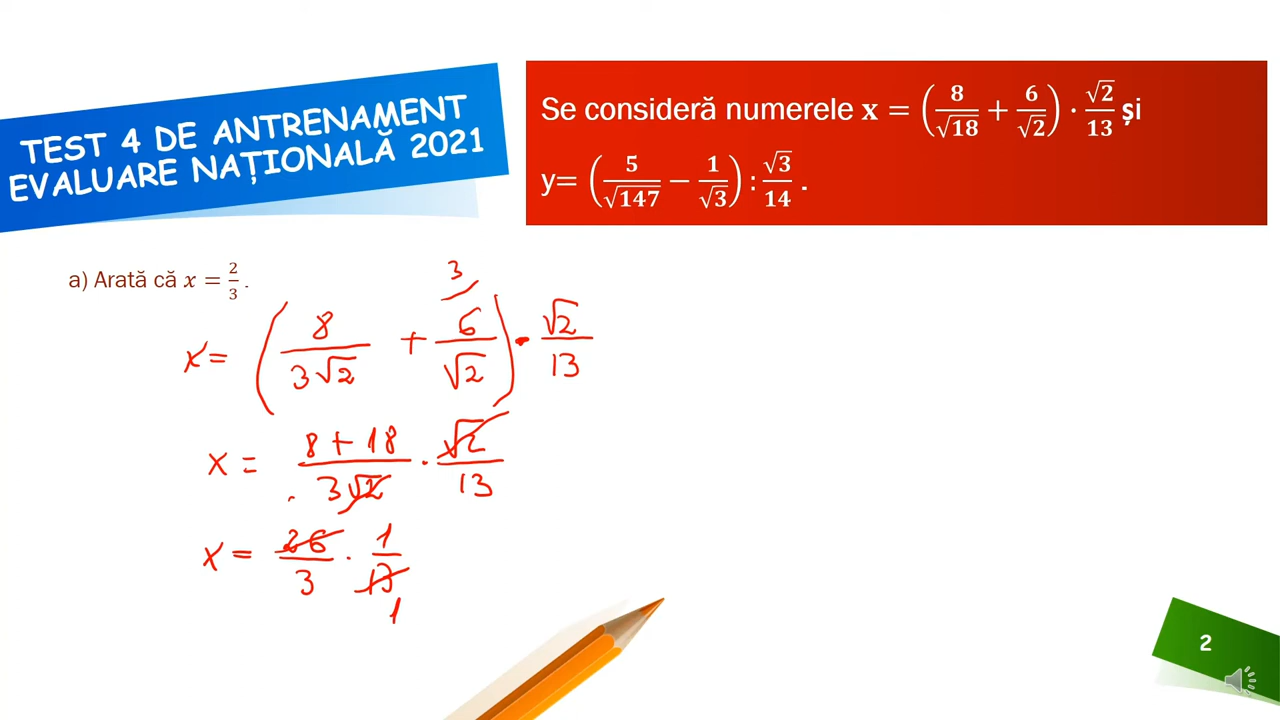 TEST 4 DE ANTRENAMENT
EVALUARE NAȚIONALĂ 2021
Se consideră numerele x = (8/√18 + 6/√2) · √2/13 și
y= (5/√147 − 1/√3) : √3/14 .
a) Arată că x = 2/3 .
3
x = (8/3√2 + 6/√2) · √2/13
x = 8+18/3√2 · √2/13
x = 26/3 · 1/13
1
2